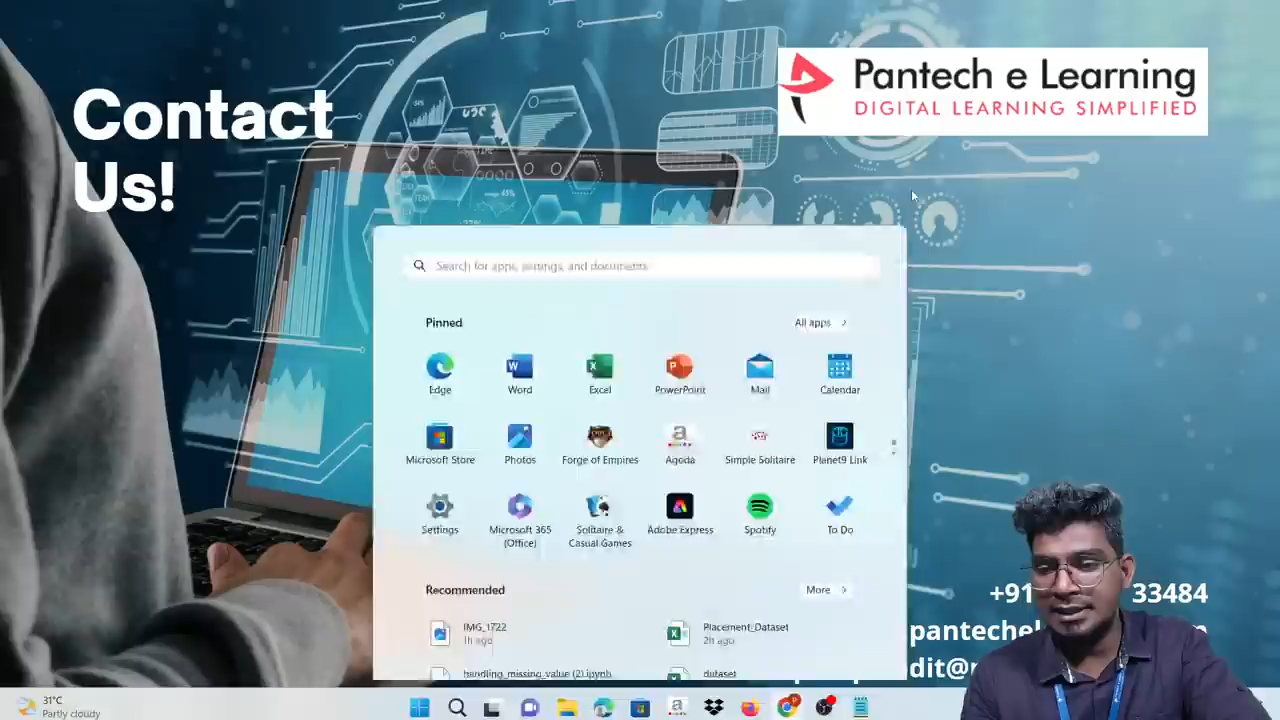 Contact
Us!
Pantech e Learning
DIGITAL LEARNING SIMPLIFIED
Search for apps, settings, and documents
Pinned
All apps
Edge
Word
Excel
PowerPoint
Mail
Calendar
Microsoft Store
Photos
Forge of Empires
Agoda
Simple Solitaire
Planet9 Link
Settings
Microsoft 365
(Office)
Solitaire &
Casual Games
Adobe Express
Spotify
To Do
Recommended
More
IMG_1722
1h ago
Placement_Dataset
2h ago
handling_missing_value (2).ipynb
dataset
+91 33484
31°C
Partly cloudy